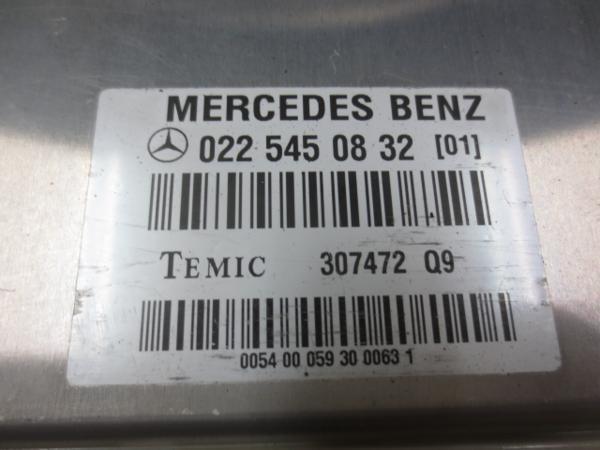 MERCEDES BENZ
022 545 08 32 [01]
TEMIC 307472 Q9
0054 00 059 30 0063 1